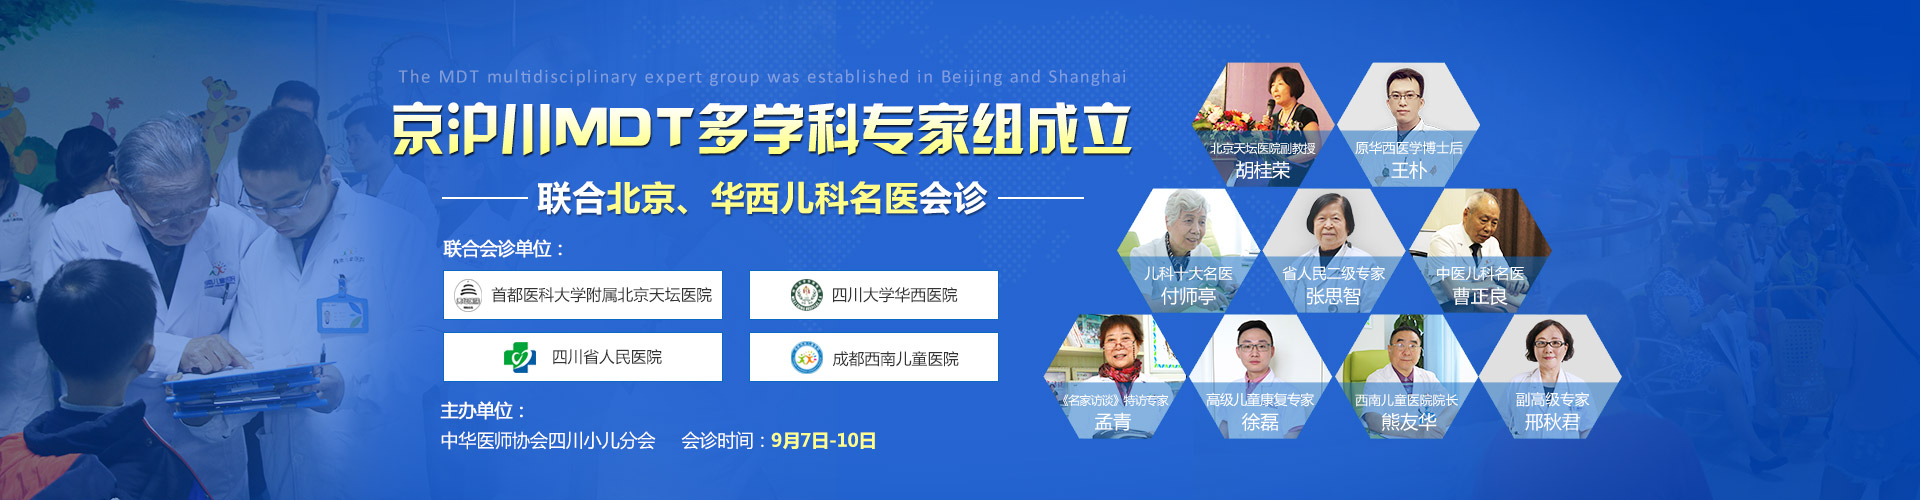 The MDT multidisciplinary expert group was established in Beijing and Shanghai
京沪川MDT多学科专家组成立
联合北京、华西儿科名医会诊
联合会诊单位：
首都医科大学附属北京天坛医院
四川大学华西医院
四川省人民医院
成都西南儿童医院
主办单位：
中华医师协会四川小儿分会 会诊时间：9月7日-10日
北京天坛医院副教授
胡桂荣
原华西医学博士后
王朴
儿科十大名医
付师亭
省人民二级专家
张思智
中医儿科名医
曹正良
《名家访谈》特访专家
孟青
高级儿童康复专家
徐磊
西南儿童医院院长
熊友华
副高级专家
邢秋君